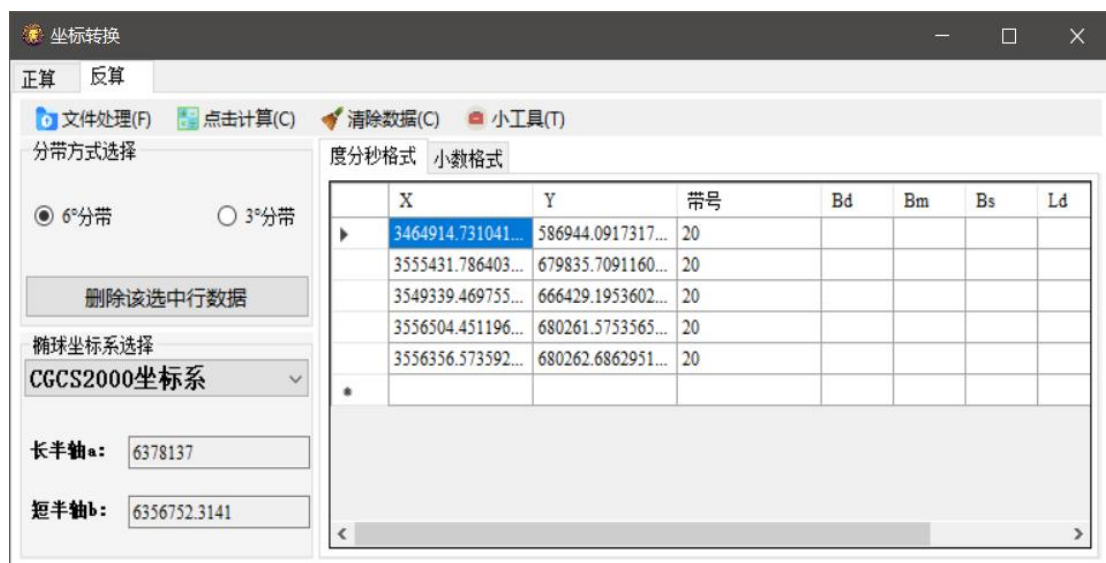 坐标转换
正算 反算
文件处理(F) 点击计算(C) 清除数据(C) 小工具(T)
分带方式选择
6°分带 3°分带
删除该选中行数据
椭球坐标系选择
CGCS2000坐标系
长半轴a: 6378137
短半轴b: 6356752.3141
度分秒格式 小数格式
X Y 带号 Bd Bm Bs Ld
3464914.731041... 586944.0917317... 20
3555431.786403... 679835.7091160... 20
3549339.469755... 666429.1953602... 20
3556504.451196... 680261.5753565... 20
3556356.573592... 680262.6862951... 20